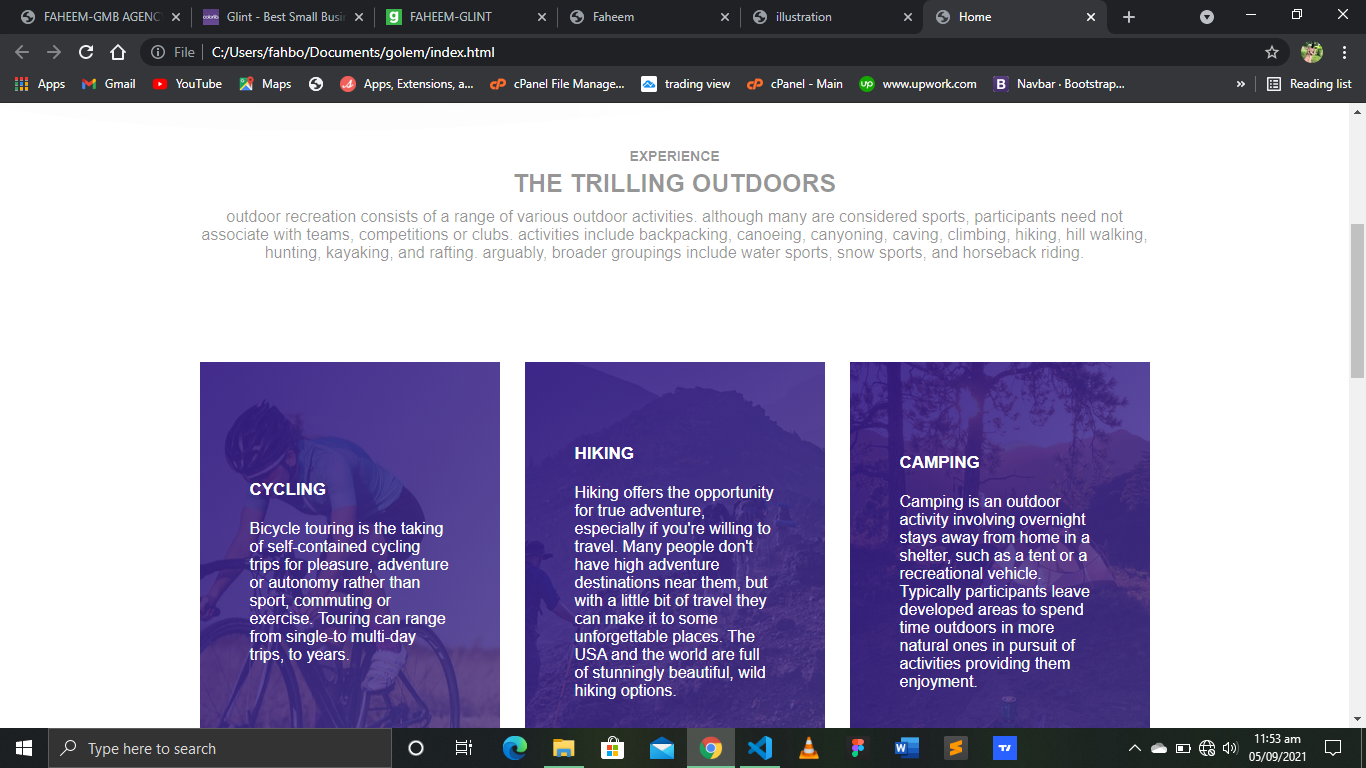 FAHEEM-GMB AGENC
Glint - Best Small Busi
FAHEEM-GLINT
Faheem
illustration
Home
File
C:/Users/fahbo/Documents/golem/index.html
Apps
Gmail
YouTube
Maps
Apps, Extensions, a...
cPanel File Manage...
trading view
cPanel - Main
www.upwork.com
Navbar · Bootstrap...
»
Reading list
EXPERIENCE
THE TRILLING OUTDOORS
outdoor recreation consists of a range of various outdoor activities. although many are considered sports, participants need not
associate with teams, competitions or clubs. activities include backpacking, canoeing, canyoning, caving, climbing, hiking, hill walking,
hunting, kayaking, and rafting. arguably, broader groupings include water sports, snow sports, and horseback riding.
CYCLING
Bicycle touring is the taking
of self-contained cycling
trips for pleasure, adventure
or autonomy rather than
sport, commuting or
exercise. Touring can range
from single-to multi-day
trips, to years.
HIKING
Hiking offers the opportunity
for true adventure,
especially if you're willing to
travel. Many people don't
have high adventure
destinations near them, but
with a little bit of travel they
can make it to some
unforgettable places. The
USA and the world are full
of stunningly beautiful, wild
hiking options.
CAMPING
Camping is an outdoor
activity involving overnight
stays away from home in a
shelter, such as a tent or a
recreational vehicle.
Typically participants leave
developed areas to spend
time outdoors in more
natural ones in pursuit of
activities providing them
enjoyment.
Type here to search
11:53 am
05/09/2021